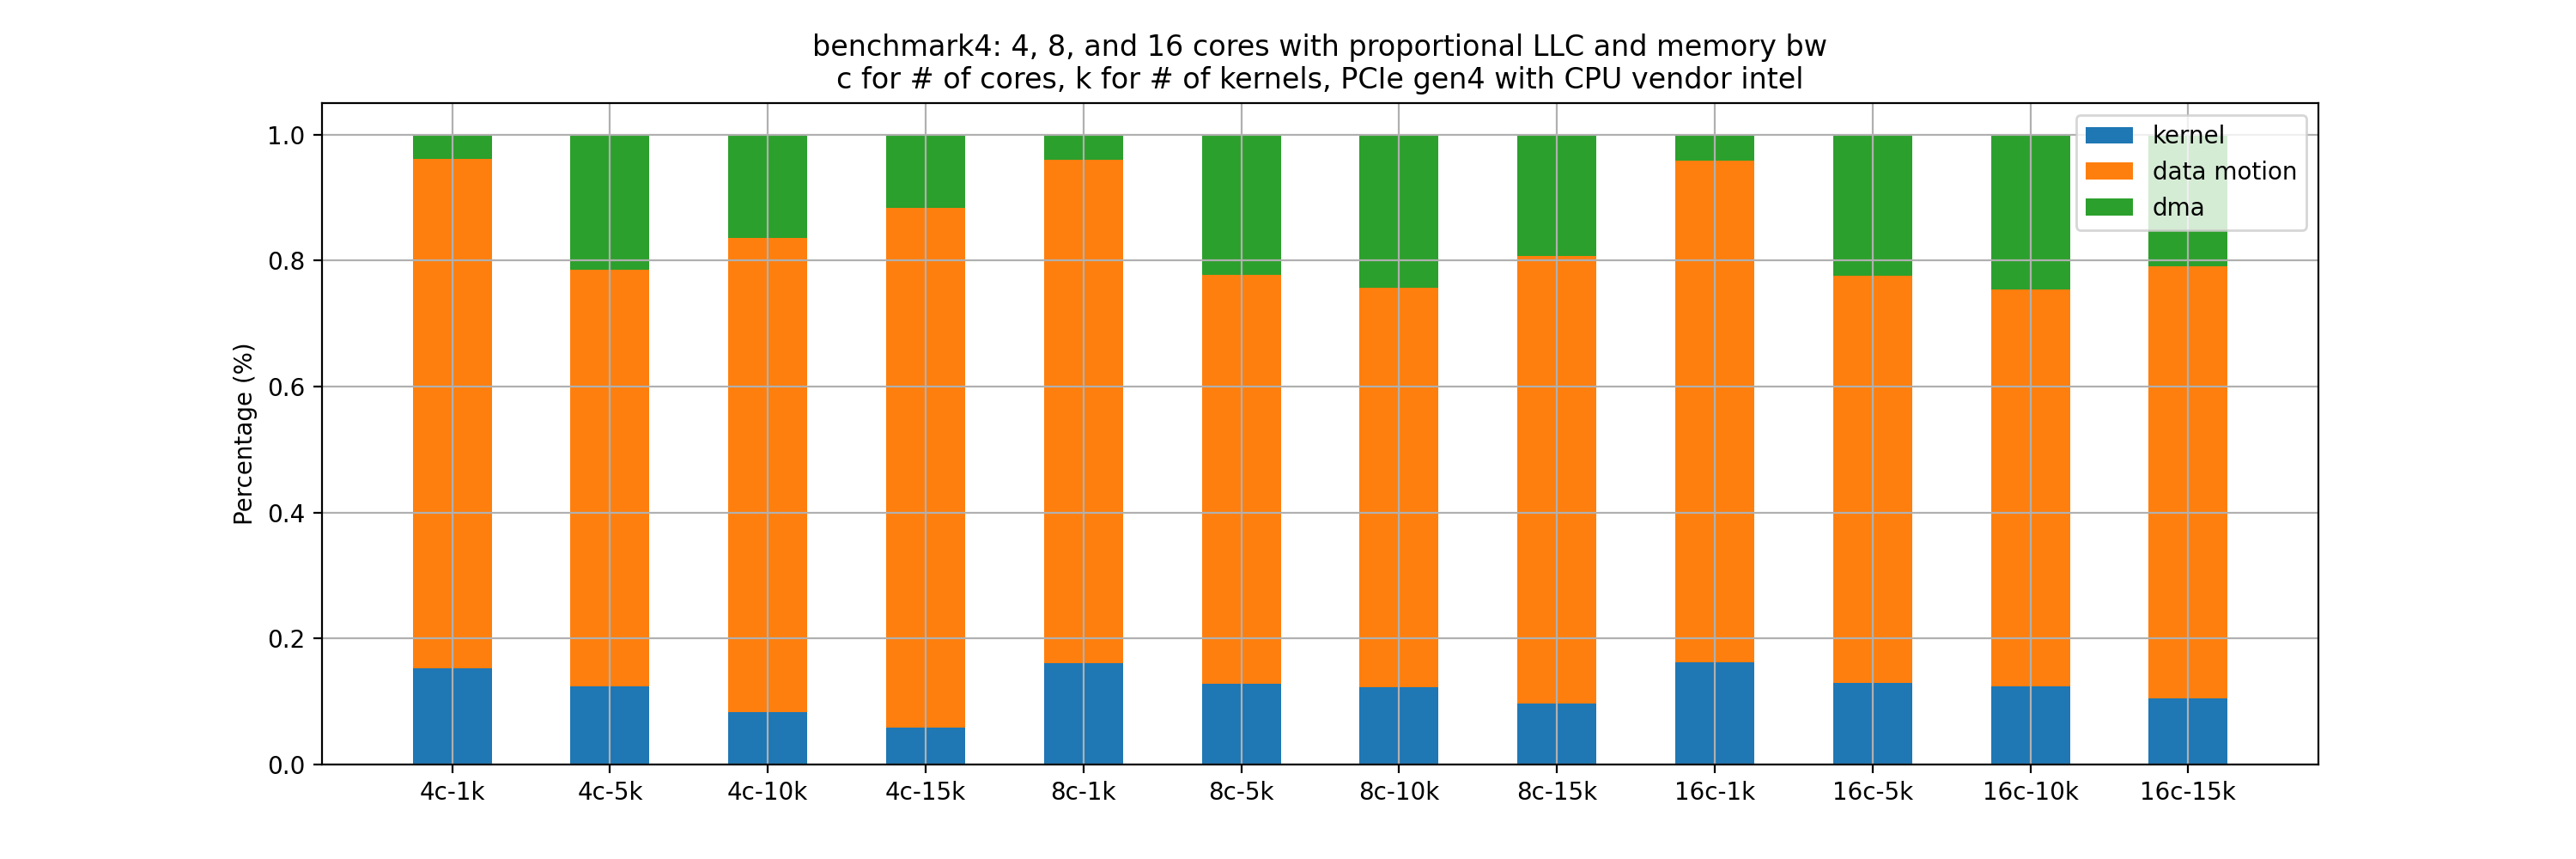 benchmark4: 4, 8, and 16 cores with proportional LLC and memory bw
c for # of cores, k for # of kernels, PCIe gen4 with CPU vendor intel
Percentage (%)
1.0
0.8
0.6
0.4
0.2
0.0
kernel
data motion
dma
4c-1k 4c-5k 4c-10k 4c-15k 8c-1k 8c-5k 8c-10k 8c-15k 16c-1k 16c-5k 16c-10k 16c-15k